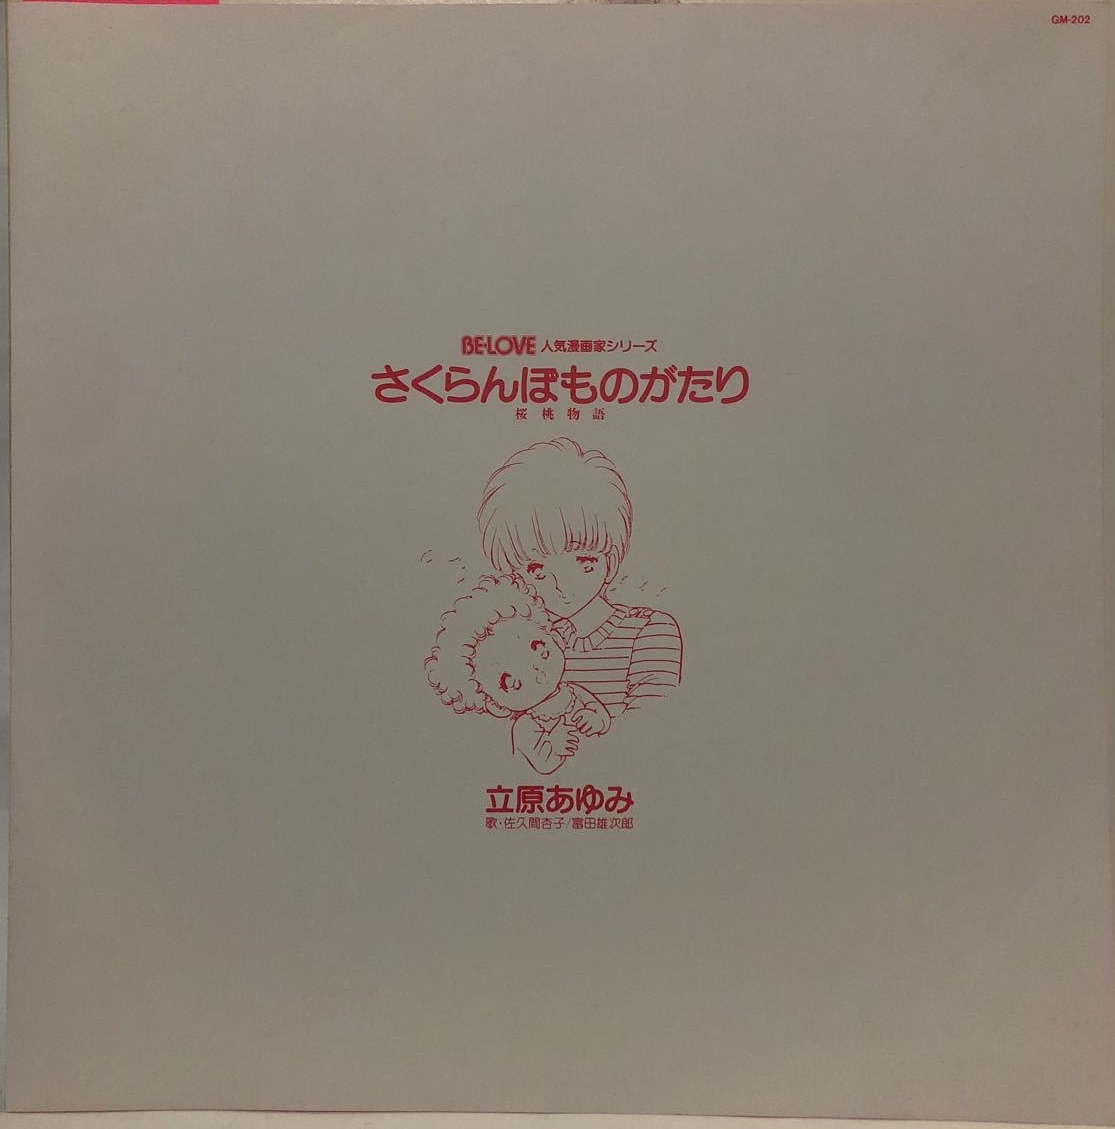 GM-202
BE・LOVE 人気漫画家シリーズ
さくらんぼものがたり
桜桃物語
立原あゆみ
歌・佐久間杏子/富田雄次郎